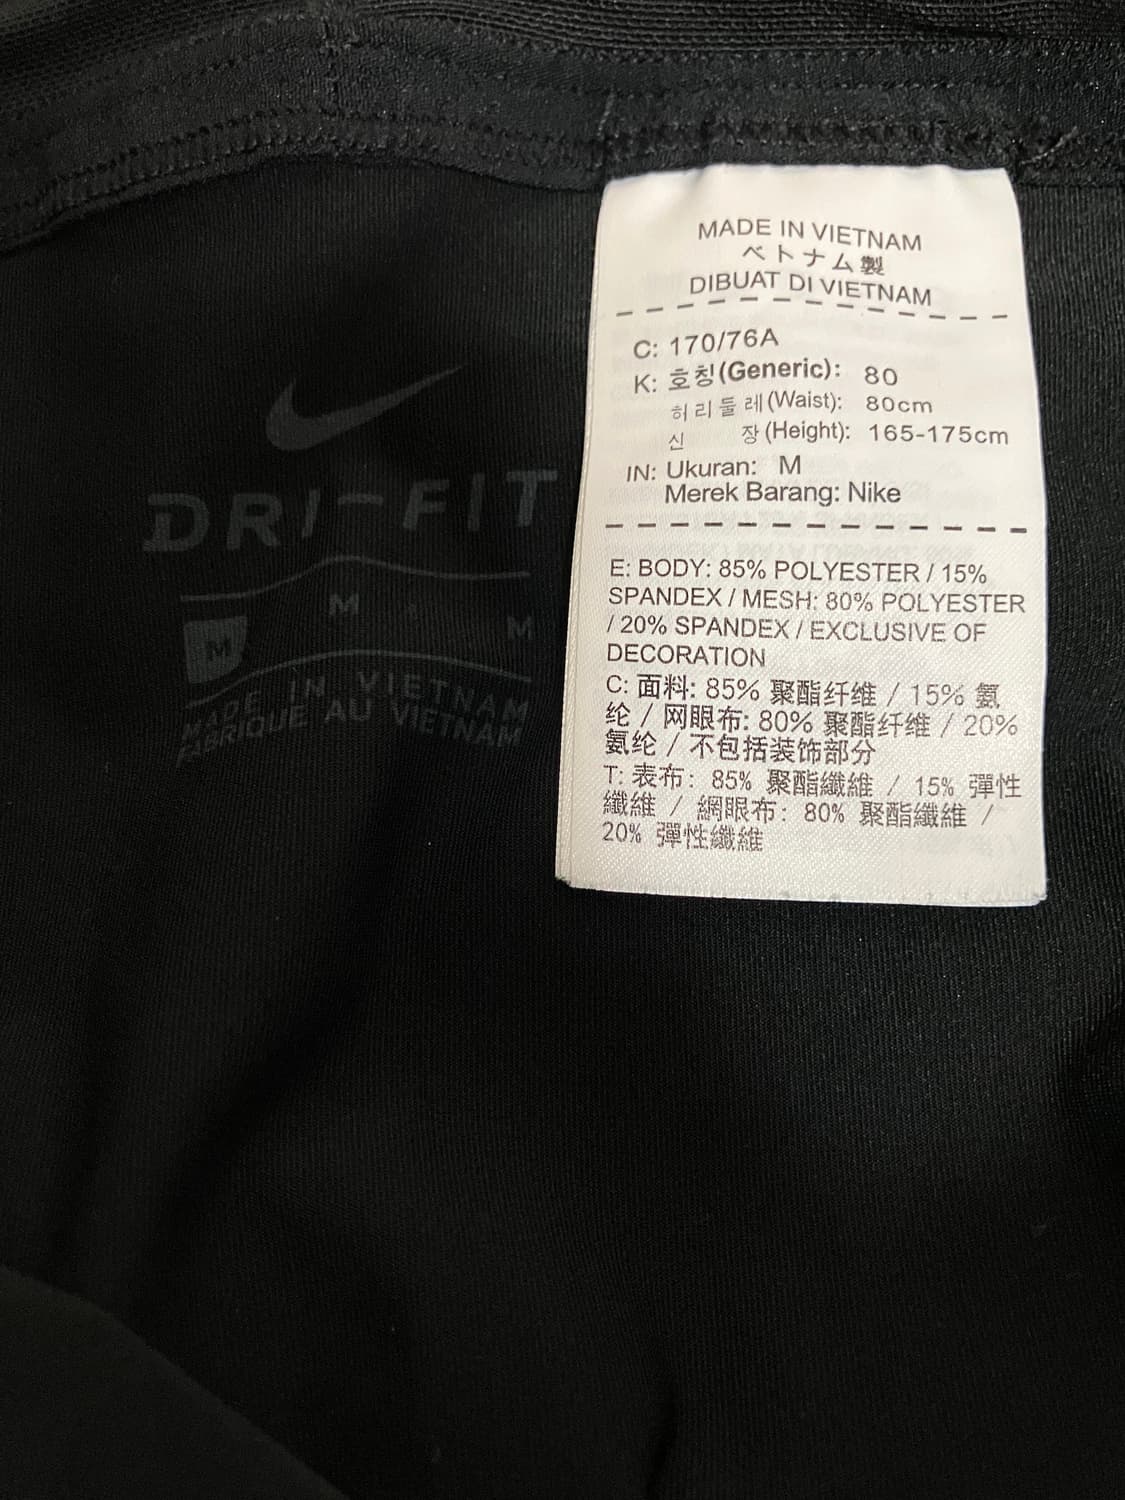 DRI-FIT
M
M M
MADE IN VIETNAM
FABRIQUE AU VIETNAM
MADE IN VIETNAM
ベトナム製
DIBUAT DI VIETNAM
C: 170/76A
K: 호칭(Generic): 80
허리둘레(Waist): 80cm
신 장(Height): 165-175cm
IN: Ukuran: M
Merek Barang: Nike
E: BODY: 85% POLYESTER / 15%
SPANDEX / MESH: 80% POLYESTER
/ 20% SPANDEX / EXCLUSIVE OF
DECORATION
C: 面料: 85% 聚酯纤维 / 15% 氨
纶 / 网眼布: 80% 聚酯纤维 / 20%
氨纶 / 不包括装饰部分
T: 表布: 85% 聚酯纖維 / 15% 彈性
纖維 / 網眼布: 80% 聚酯纖維 /
20% 彈性纖維